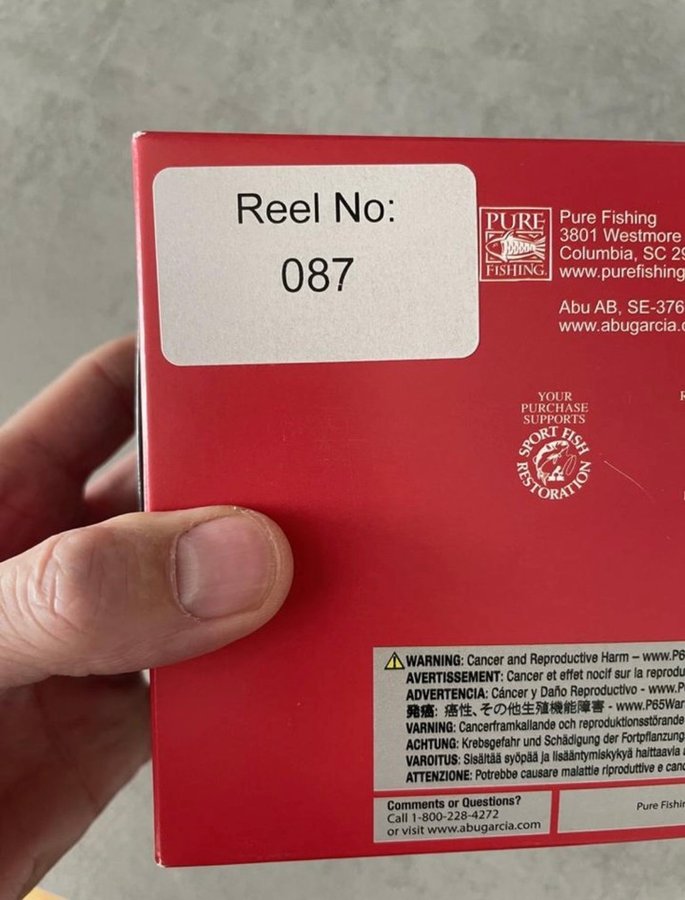 Reel No:
087
PURE
FISHING
Pure Fishing
3801 Westmore
Columbia, SC 29
www.purefishing
Abu AB, SE-376
www.abugarcia.c
YOUR
PURCHASE
SUPPORTS
SPORT FISH
RESTORATION
WARNING: Cancer and Reproductive Harm – www.P6
AVERTISSEMENT: Cancer et effet nocif sur la reprodu
ADVERTENCIA: Cáncer y Daño Reproductivo - www.P
発癌: 癌性、その他生殖機能障害 - www.P65War
VARNING: Cancerframkallande och reproduktionsstörande
ACHTUNG: Krebsgefahr und Schädigung der Fortpflanzung
VAROITUS: Sisältää syöpää ja lisääntymiskykyä haittaavia
ATTENZIONE: Potrebbe causare malattie riproduttive e canc
Comments or Questions?
Call 1-800-228-4272
or visit www.abugarcia.com
Pure Fishin